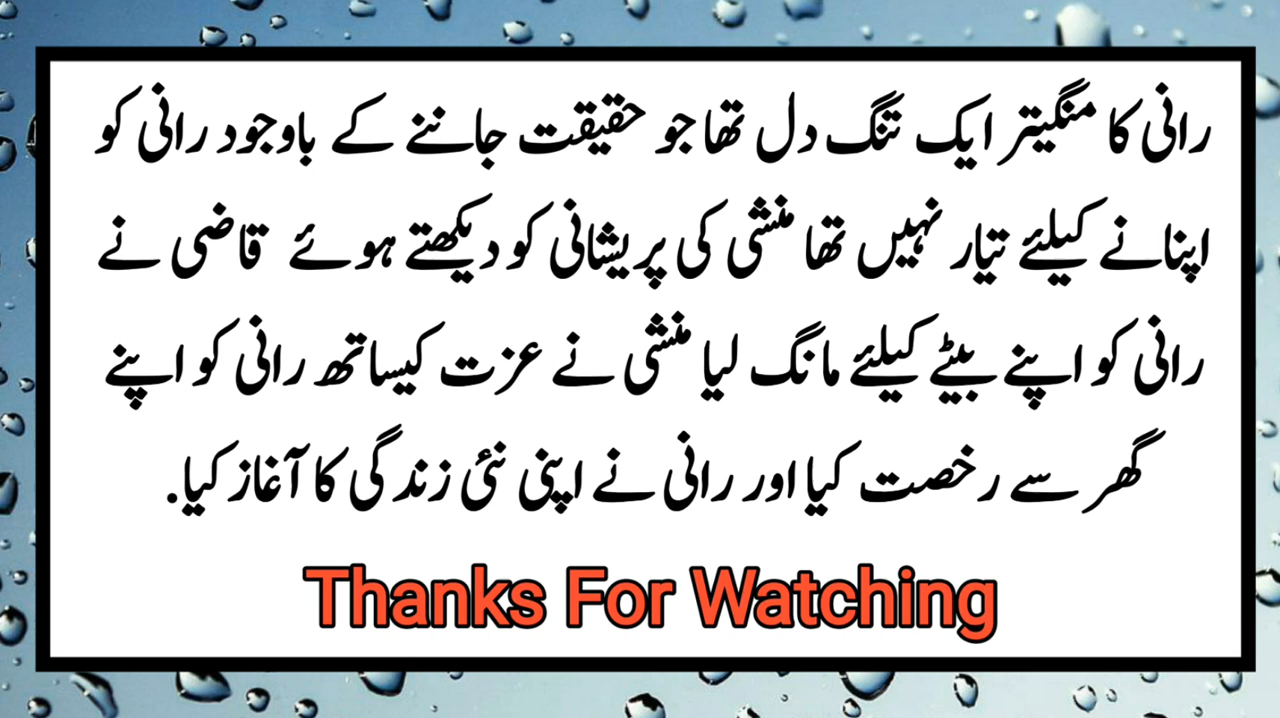 رانی کا منگیتر ایک تنگ دل تھا جو حقیقت جاننے کے باوجود رانی کو
اپنانے کیلئے تیار نہیں تھا منشی کی پریشانی کو دیکھتے ہوئے قاضی نے
رانی کو اپنے بیٹے کیلئے مانگ لیا منشی نے عزت کیساتھ رانی کو اپنے
گھر سے رخصت کیا اور رانی نے اپنی نئی زندگی کا آغاز کیا.
Thanks For Watching